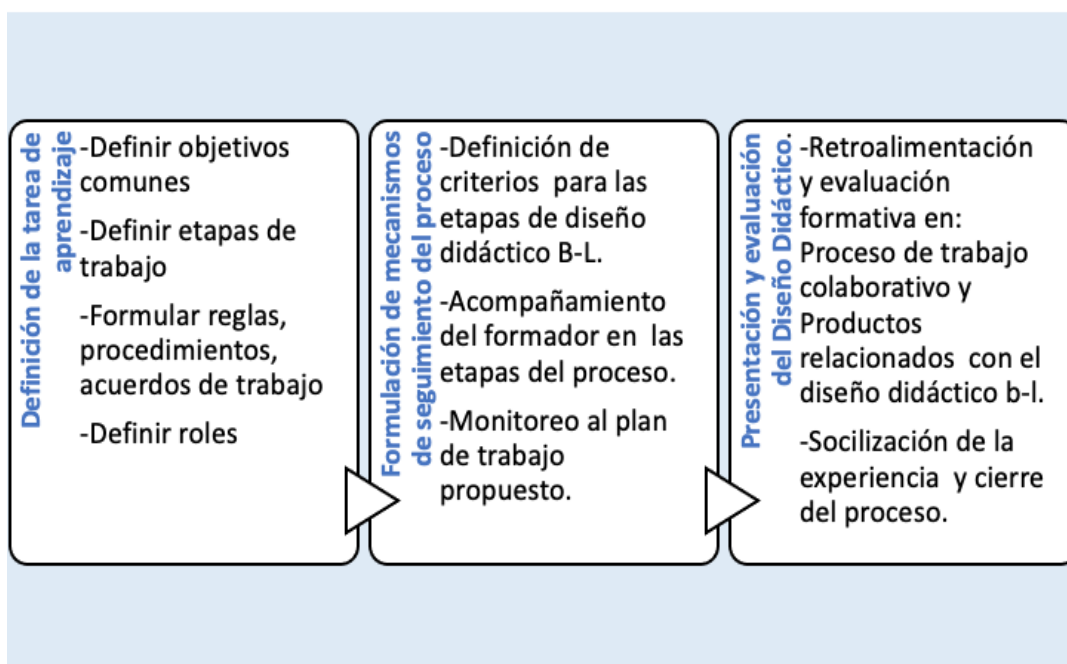 Definición de la tarea de
aprendizaje
-Definir objetivos
comunes
-Definir etapas de
trabajo
-Formular reglas,
procedimientos,
acuerdos de trabajo
-Definir roles
Formulación de mecanismos
de seguimiento del proceso
-Definición de
criterios para las
etapas de diseño
didáctico B-L.
-Acompañamiento
del formador en las
etapas del proceso.
-Monitoreo al plan
de trabajo
propuesto.
Presentación y evaluación
del Diseño Didáctico.
-Retroalimentación
y evaluación
formativa en:
Proceso de trabajo
colaborativo y
Productos
relacionados con el
diseño didáctico b-l.
-Socilización de la
experiencia y cierre
del proceso.